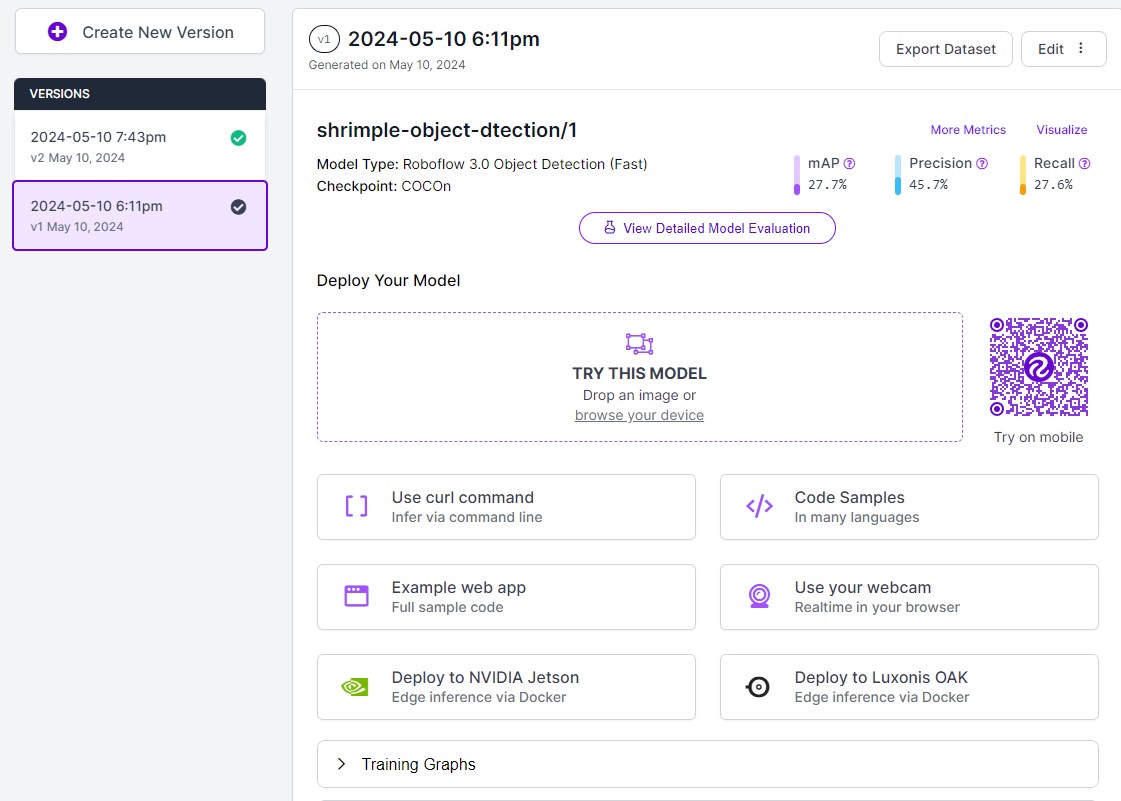 Create New Version
VERSIONS
2024-05-10 7:43pm
v2 May 10, 2024
2024-05-10 6:11pm
v1 May 10, 2024
v1 2024-05-10 6:11pm
Generated on May 10, 2024
Export Dataset
Edit
shrimple-object-dtection/1
More Metrics
Visualize
Model Type: Roboflow 3.0 Object Detection (Fast)
Checkpoint: COCOn
mAP ?
27.7%
Precision ?
45.7%
Recall ?
27.6%
View Detailed Model Evaluation
Deploy Your Model
TRY THIS MODEL
Drop an image or
browse your device
Try on mobile
Use curl command
Infer via command line
Code Samples
In many languages
Example web app
Full sample code
Use your webcam
Realtime in your browser
Deploy to NVIDIA Jetson
Edge inference via Docker
Deploy to Luxonis OAK
Edge inference via Docker
Training Graphs